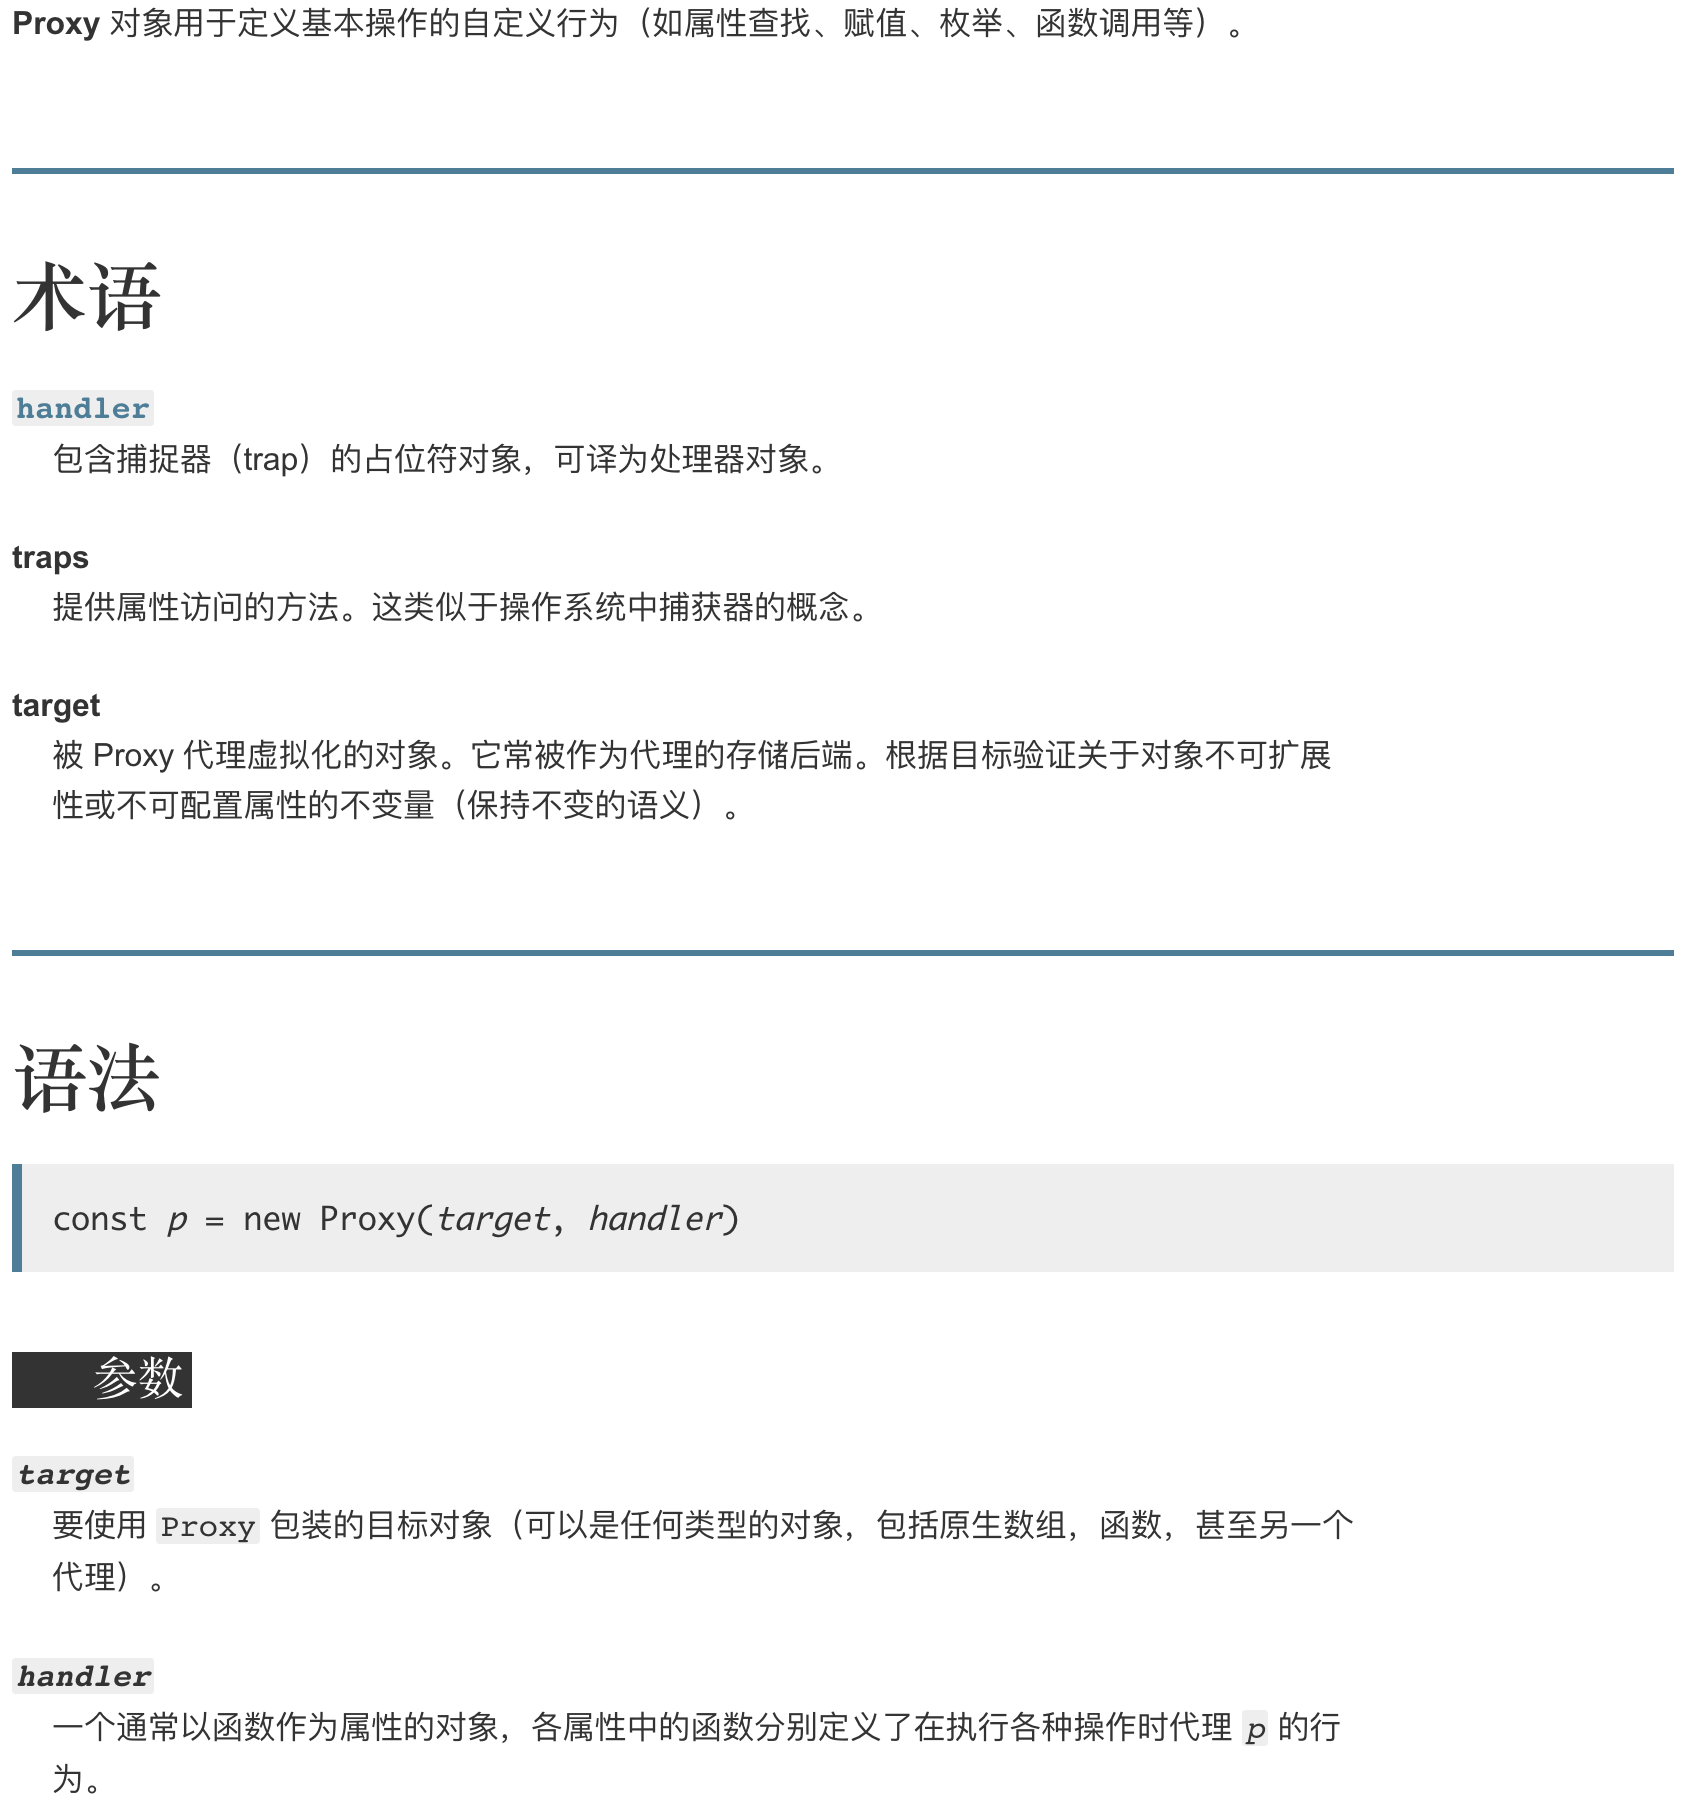 Proxy 对象用于定义基本操作的自定义行为（如属性查找、赋值、枚举、函数调用等）。
术语
handler
包含捕捉器（trap）的占位符对象，可译为处理器对象。
traps
提供属性访问的方法。这类似于操作系统中捕获器的概念。
target
被 Proxy 代理虚拟化的对象。它常被作为代理的存储后端。根据目标验证关于对象不可扩展
性或不可配置属性的不变量（保持不变的语义）。
语法
const p = new Proxy(target, handler)
参数
target
要使用 Proxy 包装的目标对象（可以是任何类型的对象，包括原生数组，函数，甚至另一个
代理）。
handler
一个通常以函数作为属性的对象，各属性中的函数分别定义了在执行各种操作时代理 p 的行
为。